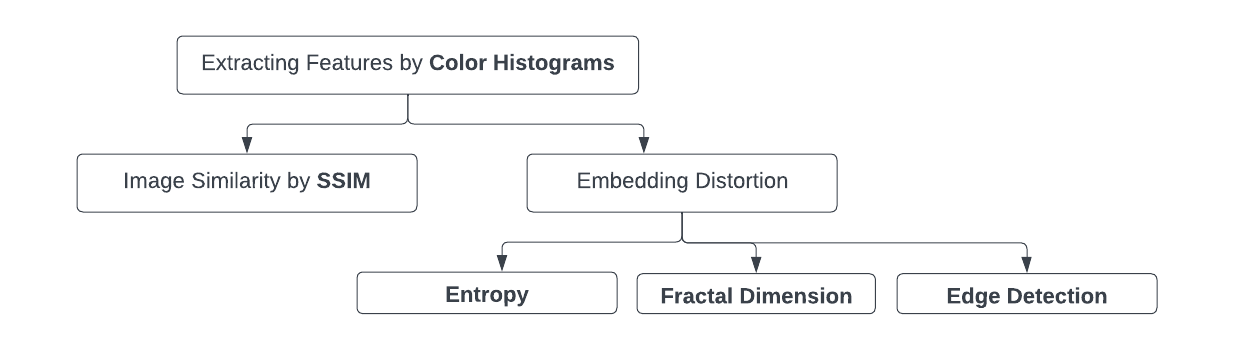 Extracting Features by Color Histograms
Image Similarity by SSIM
Embedding Distortion
Entropy
Fractal Dimension
Edge Detection